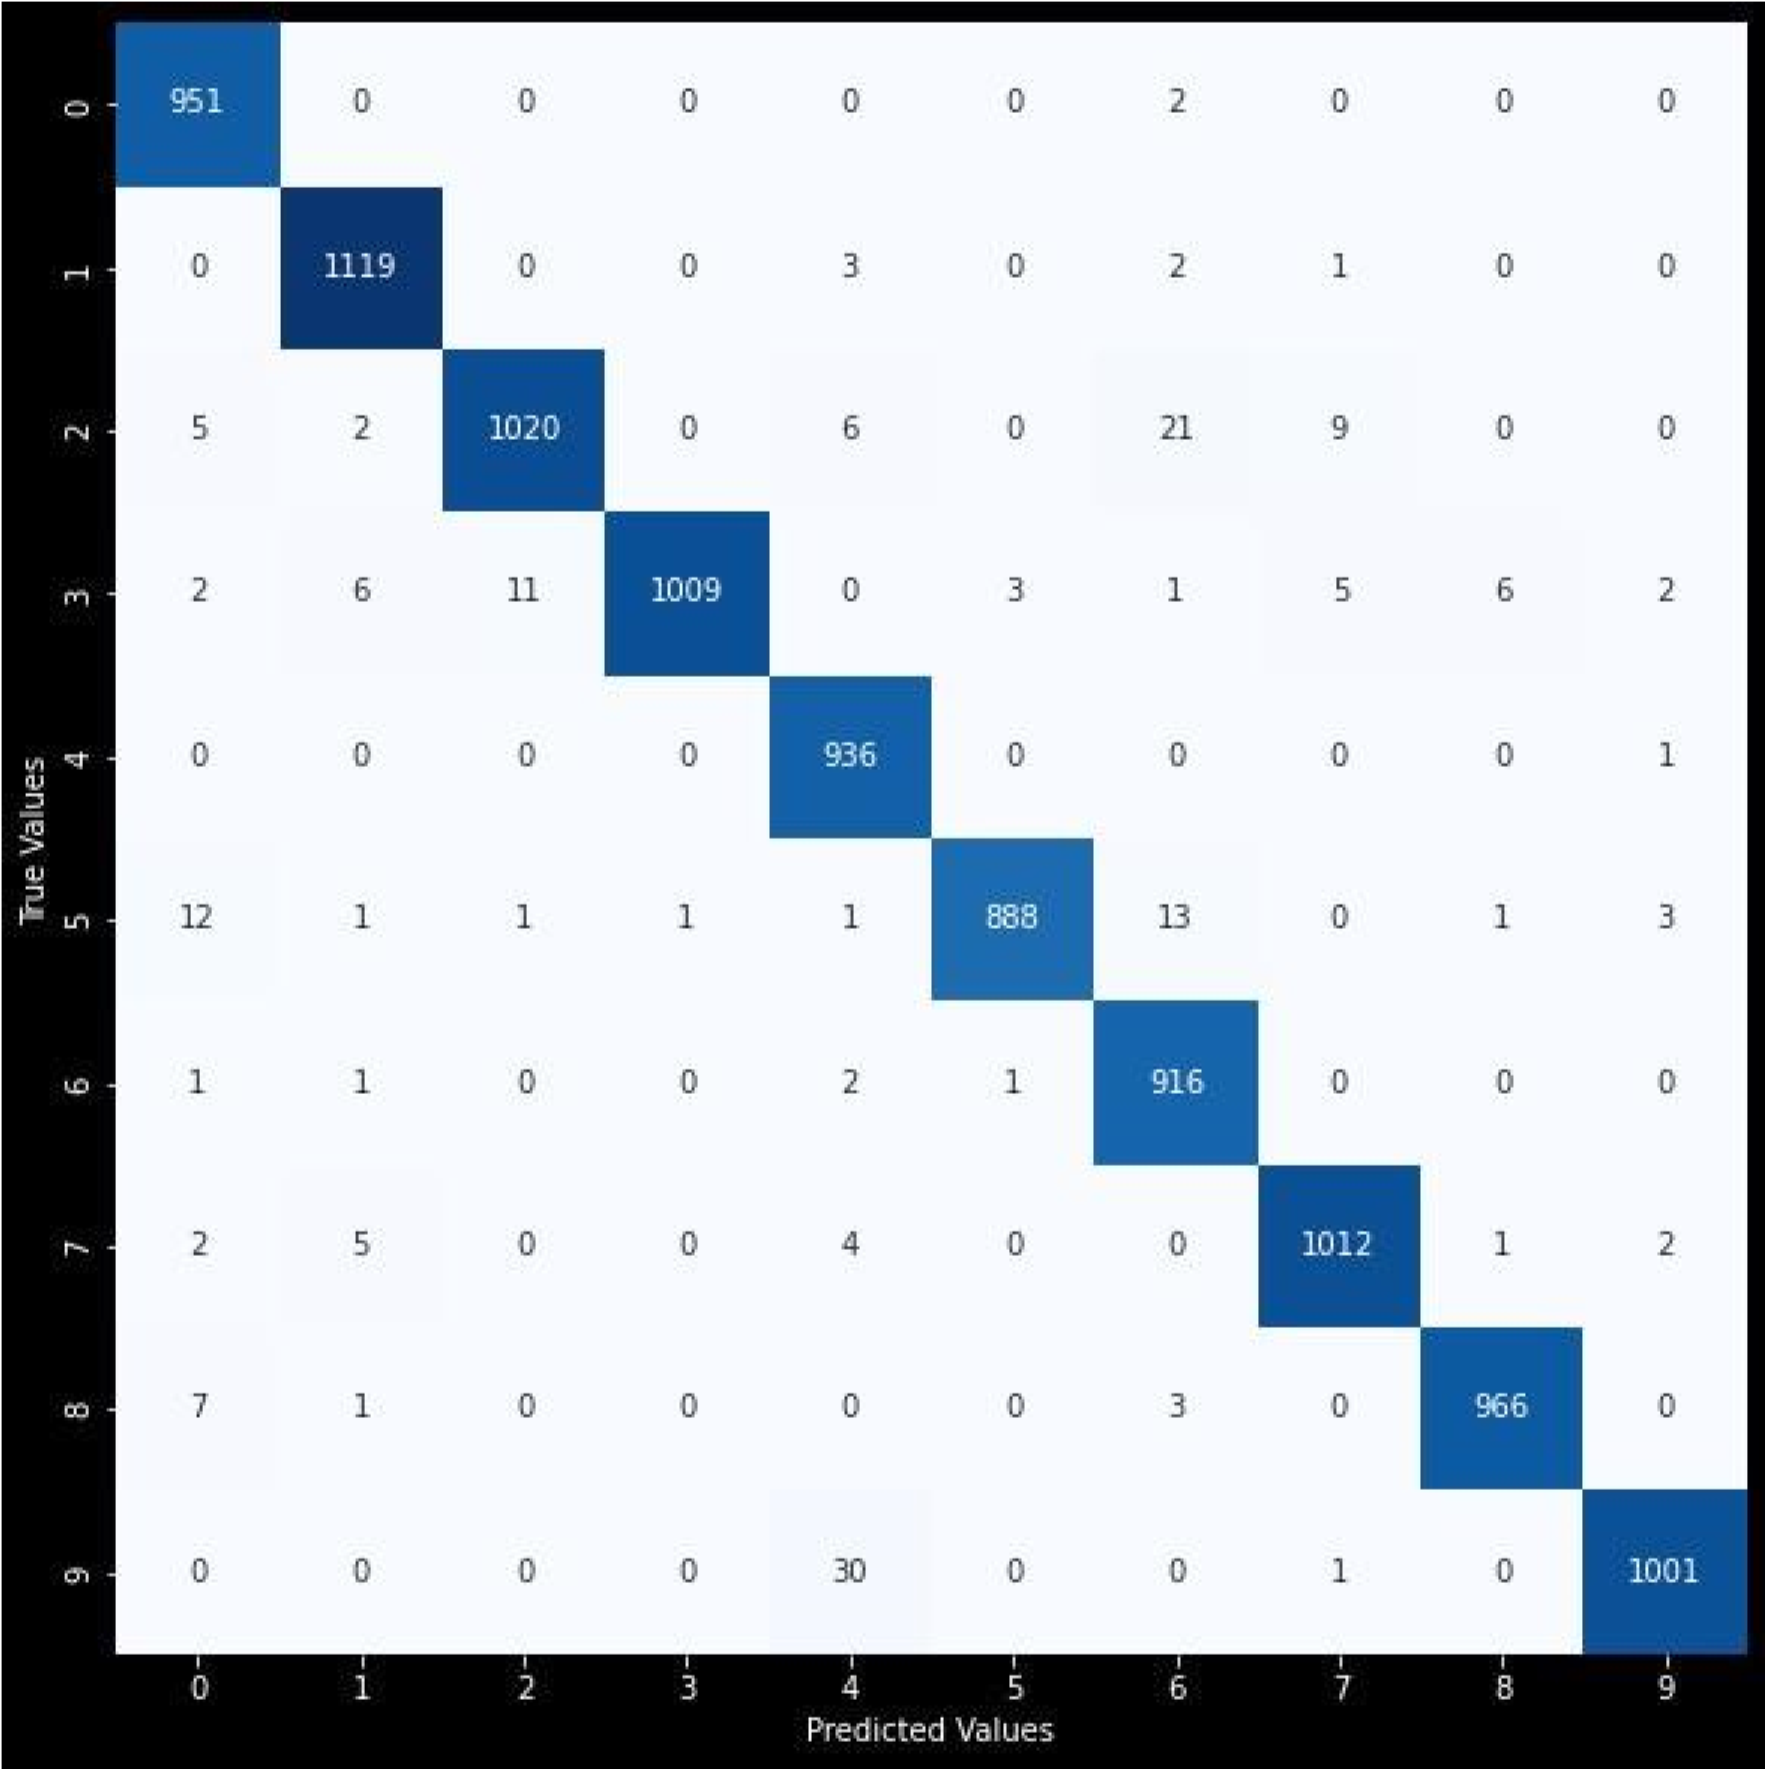 0 951 0 0 0 0 0 2 0 0 0
1 0 1119 0 0 3 0 2 1 0 0
2 5 2 1020 0 6 0 21 9 0 0
3 2 6 11 1009 0 3 1 5 6 2
4 0 0 0 0 936 0 0 0 0 1
5 12 1 1 1 1 888 13 0 1 3
6 1 1 0 0 2 1 916 0 0 0
7 2 5 0 0 4 0 0 1012 1 2
8 7 1 0 0 0 0 3 0 966 0
9 0 0 0 0 30 0 0 1 0 1001
True Values
0 1 2 3 4 5 6 7 8 9
Predicted Values